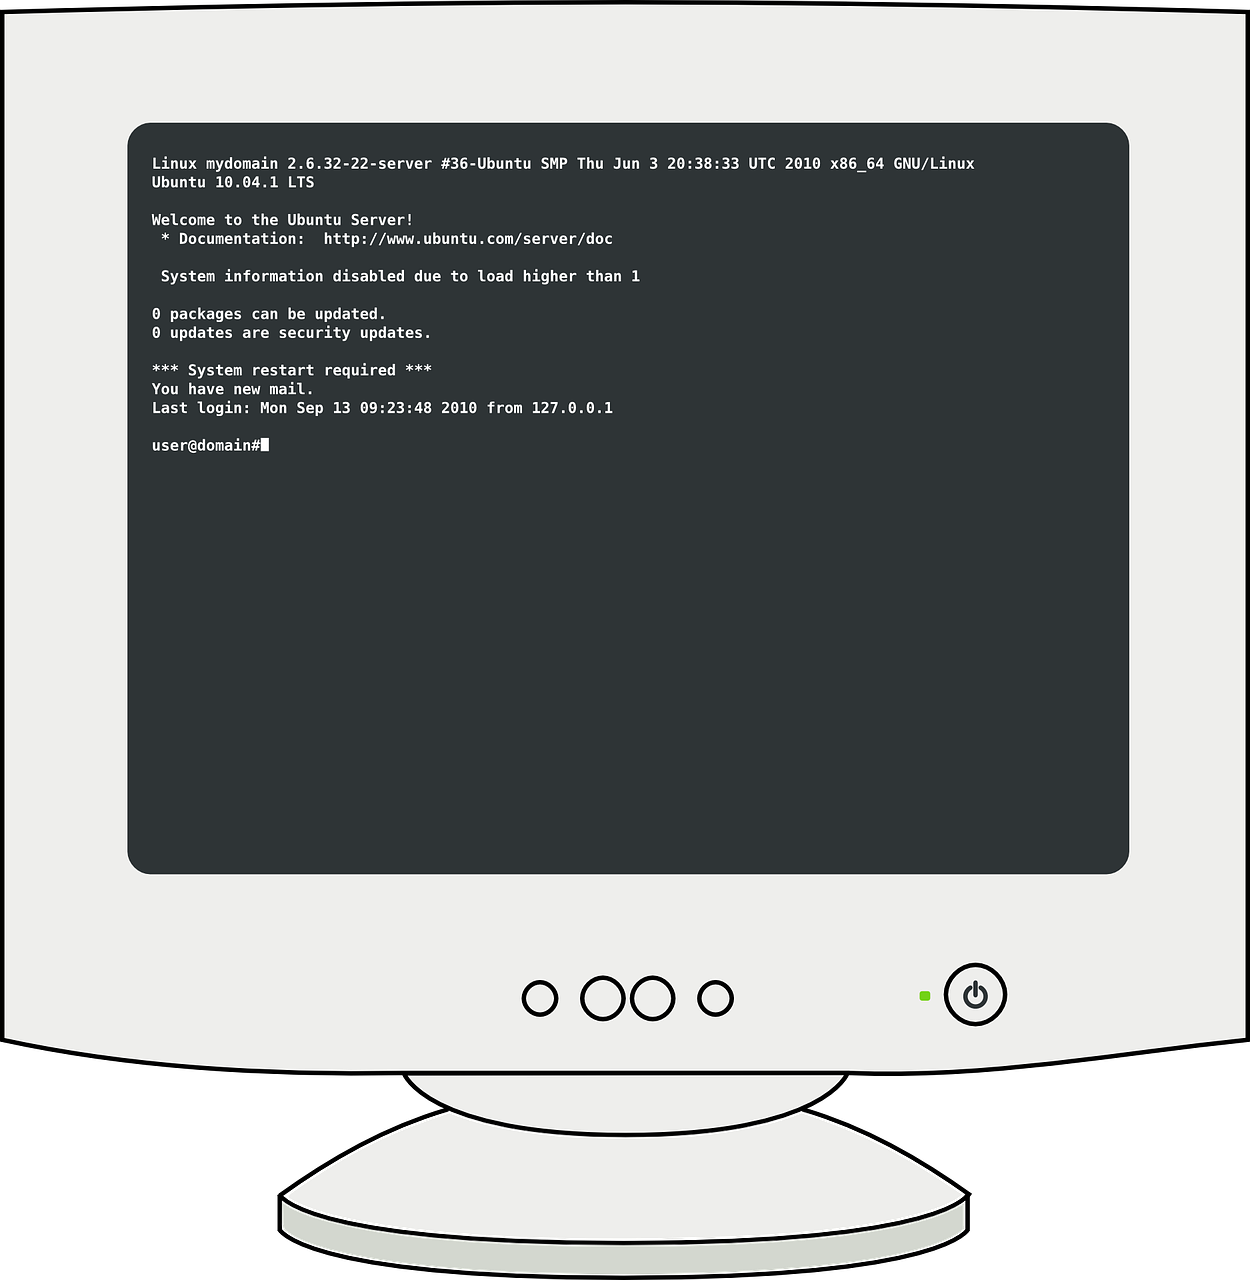 Linux mydomain 2.6.32-22-server #36-Ubuntu SMP Thu Jun 3 20:38:33 UTC 2010 x86_64 GNU/Linux
Ubuntu 10.04.1 LTS
Welcome to the Ubuntu Server!
 * Documentation:  http://www.ubuntu.com/server/doc
 System information disabled due to load higher than 1
0 packages can be updated.
0 updates are security updates.
*** System restart required ***
You have new mail.
Last login: Mon Sep 13 09:23:48 2010 from 127.0.0.1
user@domain#